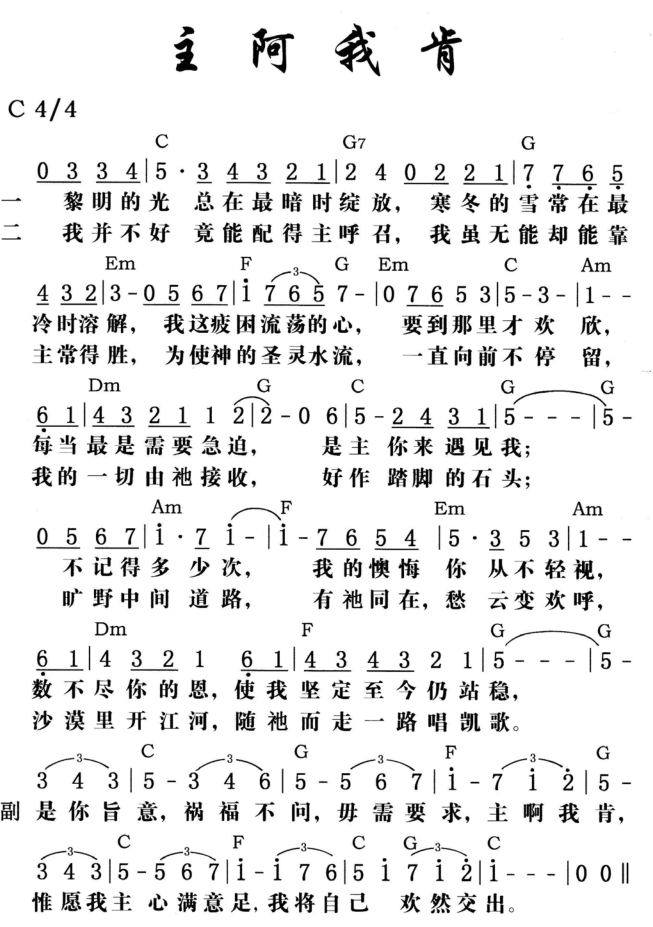 主阿我肯
C 4/4
C G7 G
0 3 3 4|5 · 3 4 3 2 1|2 4 0 2 2 1|7 7 6 5
一 黎明的光 总在最暗时绽放, 寒冬的雪常在最
二 我并不好 竟能配得主呼召, 我虽无能却能靠
Em F 3 G Em C Am
4 3 2|3 - 0 5 6 7|i 7 6 5 7 -|0 7 6 5 3|5 - 3 -|1 - -
冷时溶解, 我这疲困流荡的心, 要到那里才欢欣,
主常得胜, 为使神的圣灵水流, 一直向前不停留,
Dm G C G G
6 1|4 3 2 1 1 2|2 - 0 6|5 - 2 4 3 1|5 - - -|5 -
每当最是需要急迫, 是主你来遇见我;
我的一切由祂接收, 好作踏脚的石头;
Am F Em Am
0 5 6 7|i · 7 i -|i - 7 6 5 4|5 · 3 5 3|1 - -
不记得多少次, 我的懊悔你从不轻视,
旷野中间道路, 有祂同在, 愁云变欢呼,
Dm F G G
6 1|4 3 2 1 6 1|4 3 4 3 2 1|5 - - -|5 -
数不尽你的恩, 使我坚定至今仍站稳,
沙漠里开江河, 随祂而走一路唱凯歌。
3 C 3 G 3 F 3 G
3 4 3|5 - 3 4 6|5 - 5 6 7|i - 7 i 2|5 -
副 是你旨意, 祸福不问, 毋需要求, 主啊我肯,
3 C 3 F 3 C G 3 C
3 4 3|5 - 5 6 7|i - i 7 6|5 i 7 i 2|i - - -|0 0‖
惟愿我主 心满意足, 我将自己 欢然交出。